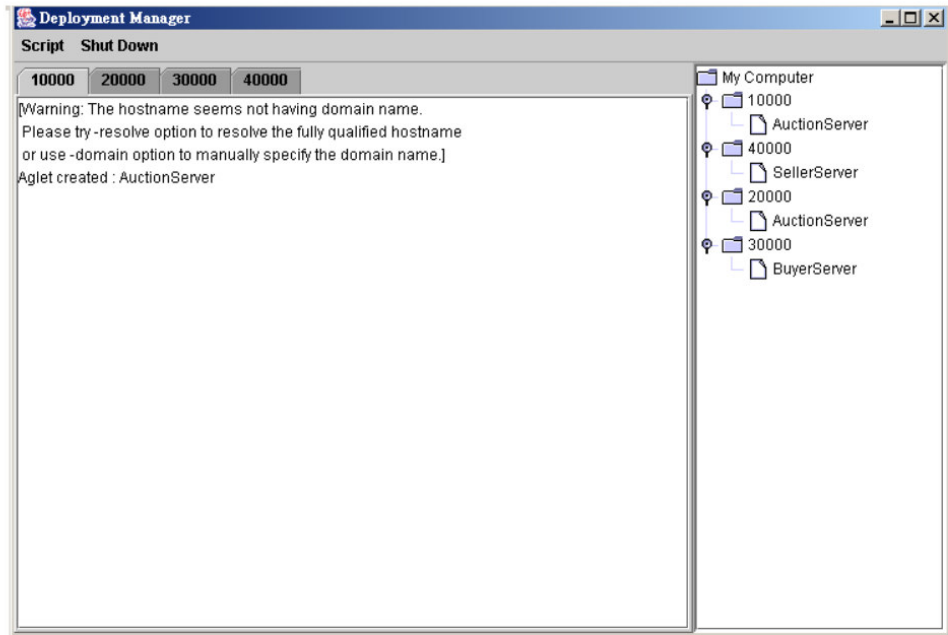 Deployment Manager
Script Shut Down
10000 20000 30000 40000
[Warning: The hostname seems not having domain name.
Please try -resolve option to resolve the fully qualified hostname
or use -domain option to manually specify the domain name.]
Aglet created : AuctionServer
My Computer
10000
AuctionServer
40000
SellerServer
20000
AuctionServer
30000
BuyerServer